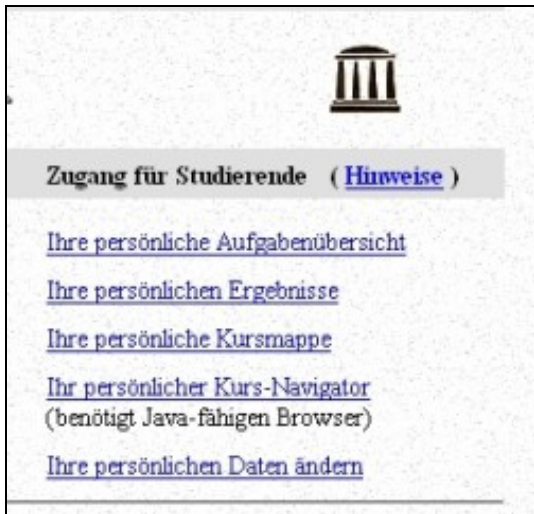 Zugang für Studierende ( Hinweise )
Ihre persönliche Aufgabenübersicht
Ihre persönlichen Ergebnisse
Ihre persönliche Kursmappe
Ihr persönlicher Kurs-Navigator
(benötigt Java-fähigen Browser)
Ihre persönlichen Daten ändern